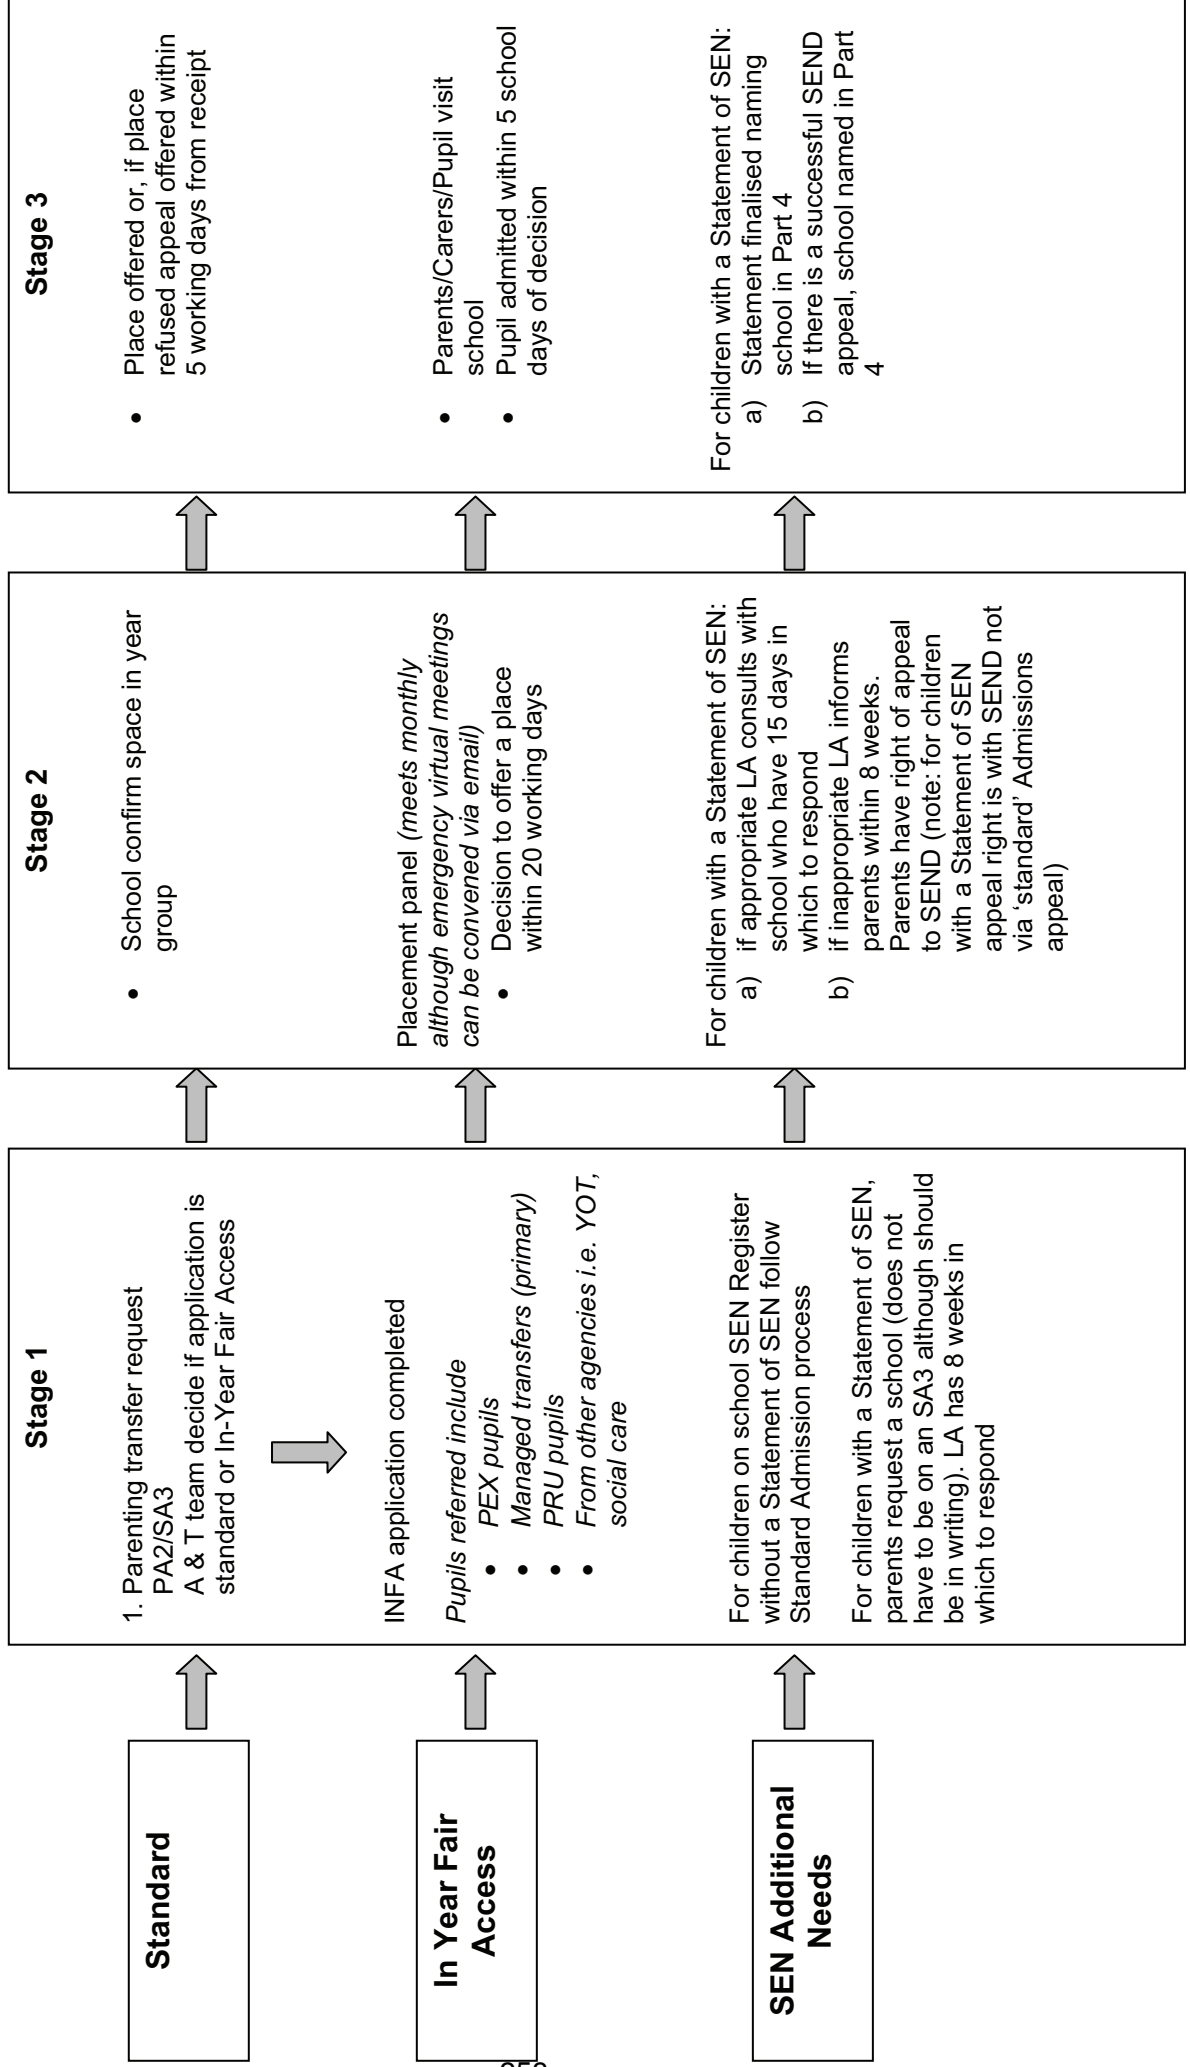 Standard
In Year Fair
Access
SEN Additional
Needs
Stage 1
1. Parenting transfer request
PA2/SA3
A & T team decide if application is
standard or In-Year Fair Access
INFA application completed
Pupils referred include
• PEX pupils
• Managed transfers (primary)
• PRU pupils
• From other agencies i.e. YOT,
social care
For children on school SEN Register
without a Statement of SEN follow
Standard Admission process
For children with a Statement of SEN,
parents request a school (does not
have to be on an SA3 although should
be in writing). LA has 8 weeks in
which to respond
Stage 2
• School confirm space in year
group
Placement panel (meets monthly
although emergency virtual meetings
can be convened via email)
• Decision to offer a place
within 20 working days
For children with a Statement of SEN:
a) if appropriate LA consults with
school who have 15 days in
which to respond
b) if inappropriate LA informs
parents within 8 weeks.
Parents have right of appeal
to SEND (note: for children
with a Statement of SEN
appeal right is with SEND not
via ‘standard’ Admissions
appeal)
Stage 3
• Place offered or, if place
refused appeal offered within
5 working days from receipt
• Parents/Carers/Pupil visit
school
• Pupil admitted within 5 school
days of decision
For children with a Statement of SEN:
a) Statement finalised naming
school in Part 4
b) If there is a successful SEND
appeal, school named in Part
4